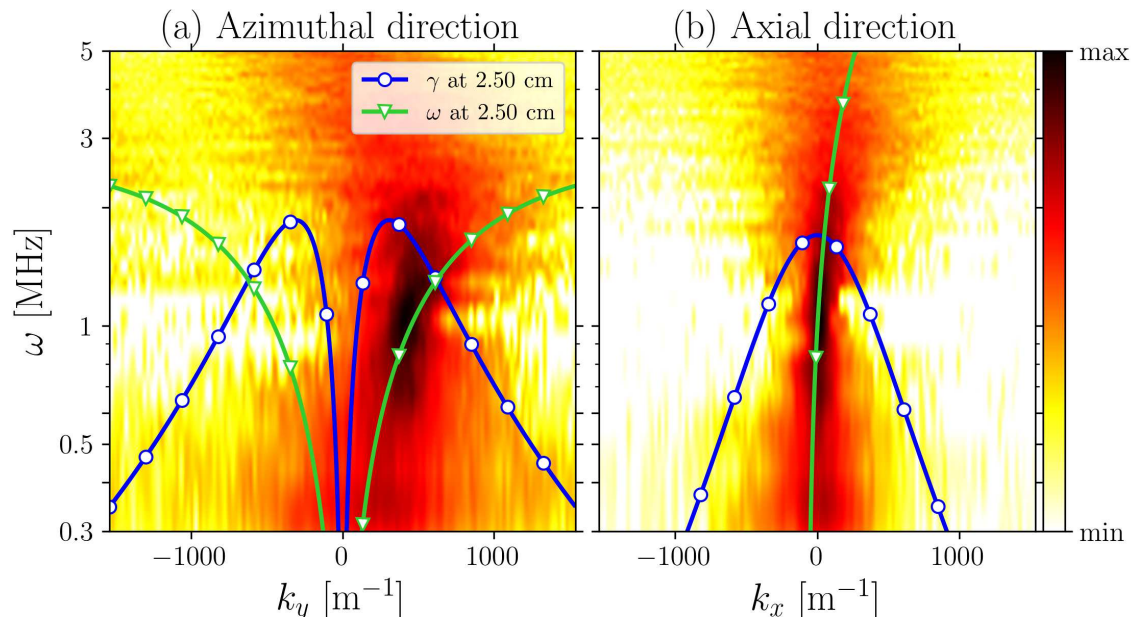 (a) Azimuthal direction
(b) Axial direction
5
3
1
0.5
0.3
ω [MHz]
γ at 2.50 cm
ω at 2.50 cm
max
min
−1000 0 1000
−1000 0 1000
k_y [m⁻¹]
k_x [m⁻¹]